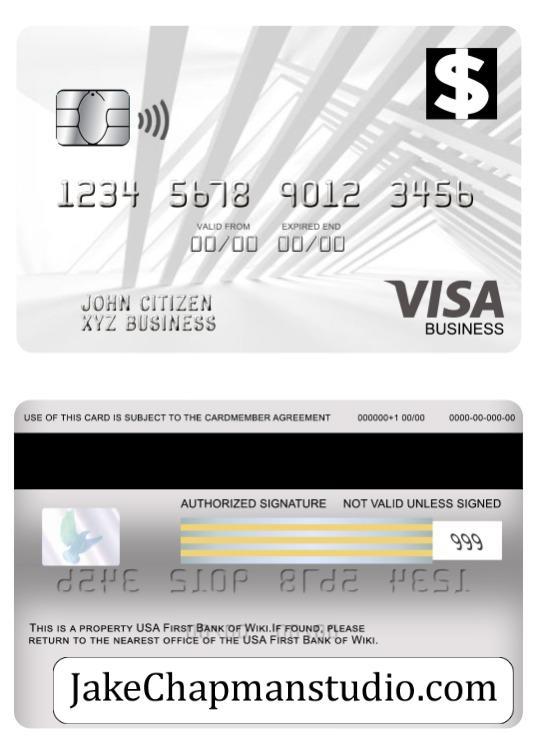 $
1234 5678 9012 3456
VALID FROM EXPIRED END
00/00 00/00
JOHN CITIZEN
XYZ BUSINESS
VISA
BUSINESS
USE OF THIS CARD IS SUBJECT TO THE CARDMEMBER AGREEMENT 000000+1 00/00 0000-00-000-00
AUTHORIZED SIGNATURE NOT VALID UNLESS SIGNED
999
THIS IS A PROPERTY USA FIRST BANK OF WIKI.IF FOUND, PLEASE
RETURN TO THE NEAREST OFFICE OF THE USA FIRST BANK OF WIKI.
JakeChapmanstudio.com